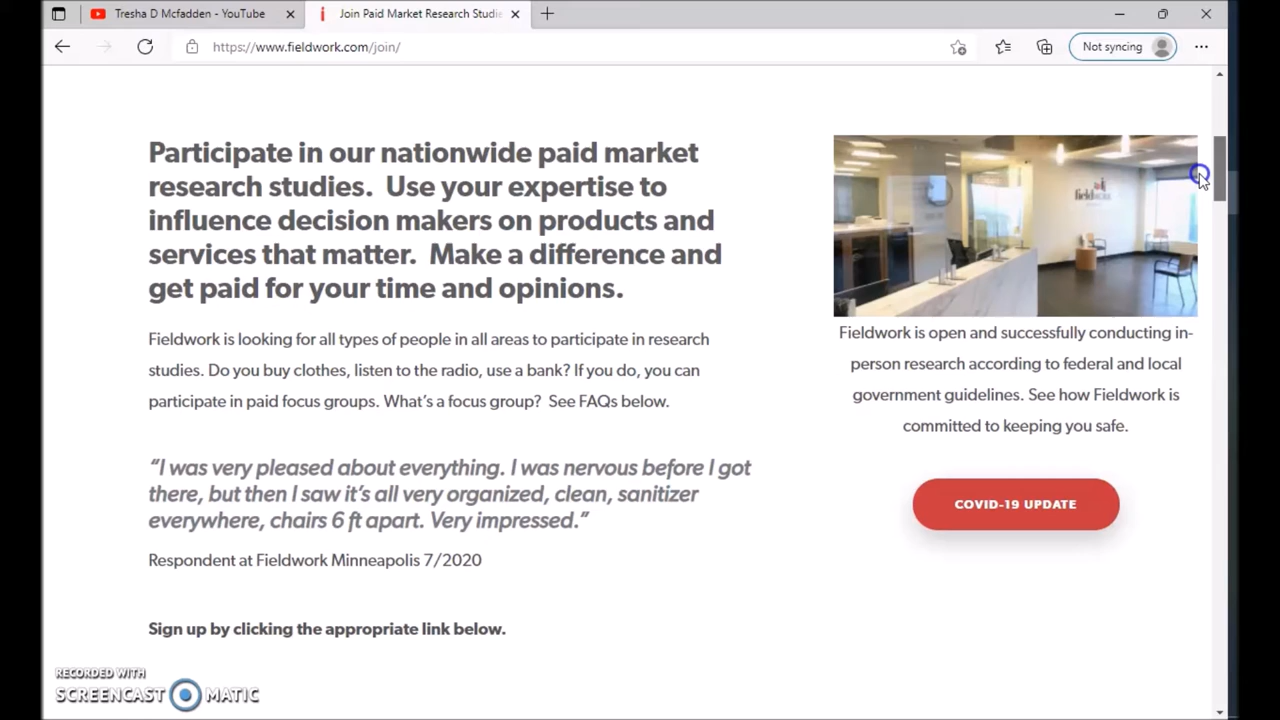 Tresha D Mcfadden - YouTube
Join Paid Market Research Studie
https://www.fieldwork.com/join/
Not syncing
Participate in our nationwide paid market
research studies. Use your expertise to
influence decision makers on products and
services that matter. Make a difference and
get paid for your time and opinions.
Fieldwork is looking for all types of people in all areas to participate in research
studies. Do you buy clothes, listen to the radio, use a bank? If you do, you can
participate in paid focus groups. What's a focus group? See FAQs below.
“I was very pleased about everything. I was nervous before I got
there, but then I saw it’s all very organized, clean, sanitizer
everywhere, chairs 6 ft apart. Very impressed.”
Respondent at Fieldwork Minneapolis 7/2020
Sign up by clicking the appropriate link below.
fieldwork
Fieldwork is open and successfully conducting in-
person research according to federal and local
government guidelines. See how Fieldwork is
committed to keeping you safe.
COVID-19 UPDATE
RECORDED WITH
SCREENCAST MATIC